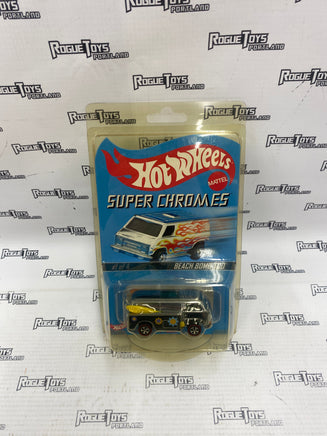 ROGUE TOYS
PORTLAND
HOT WHEELS
MATTEL
SUPER CHROMES
BEACH BOMB TOO